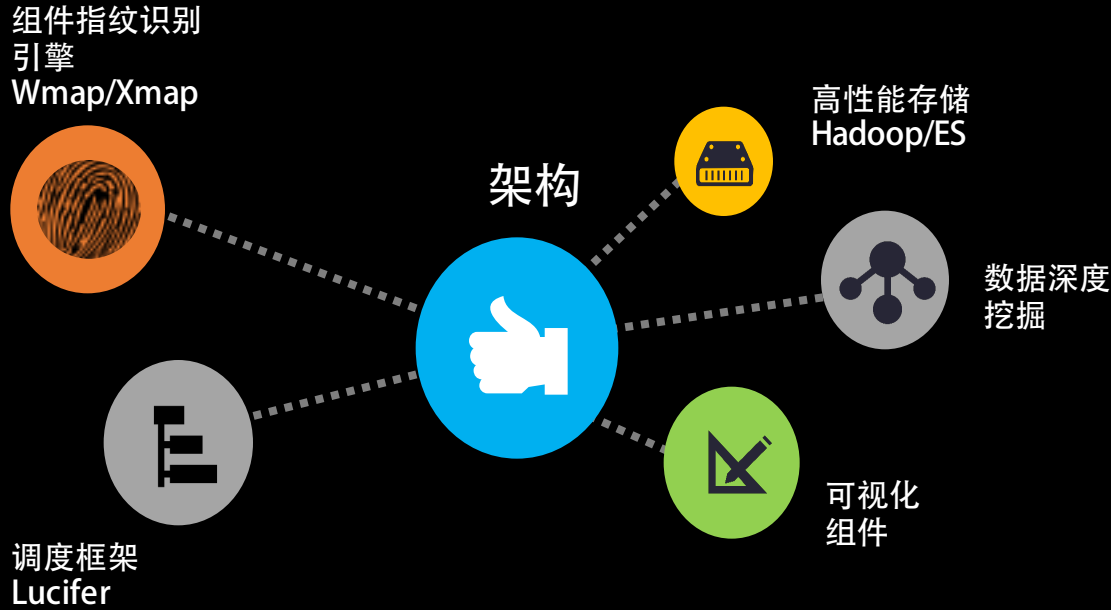 组件指纹识别
引擎
Wmap/Xmap
高性能存储
Hadoop/ES
架构
数据深度
挖掘
可视化
组件
调度框架
Lucifer